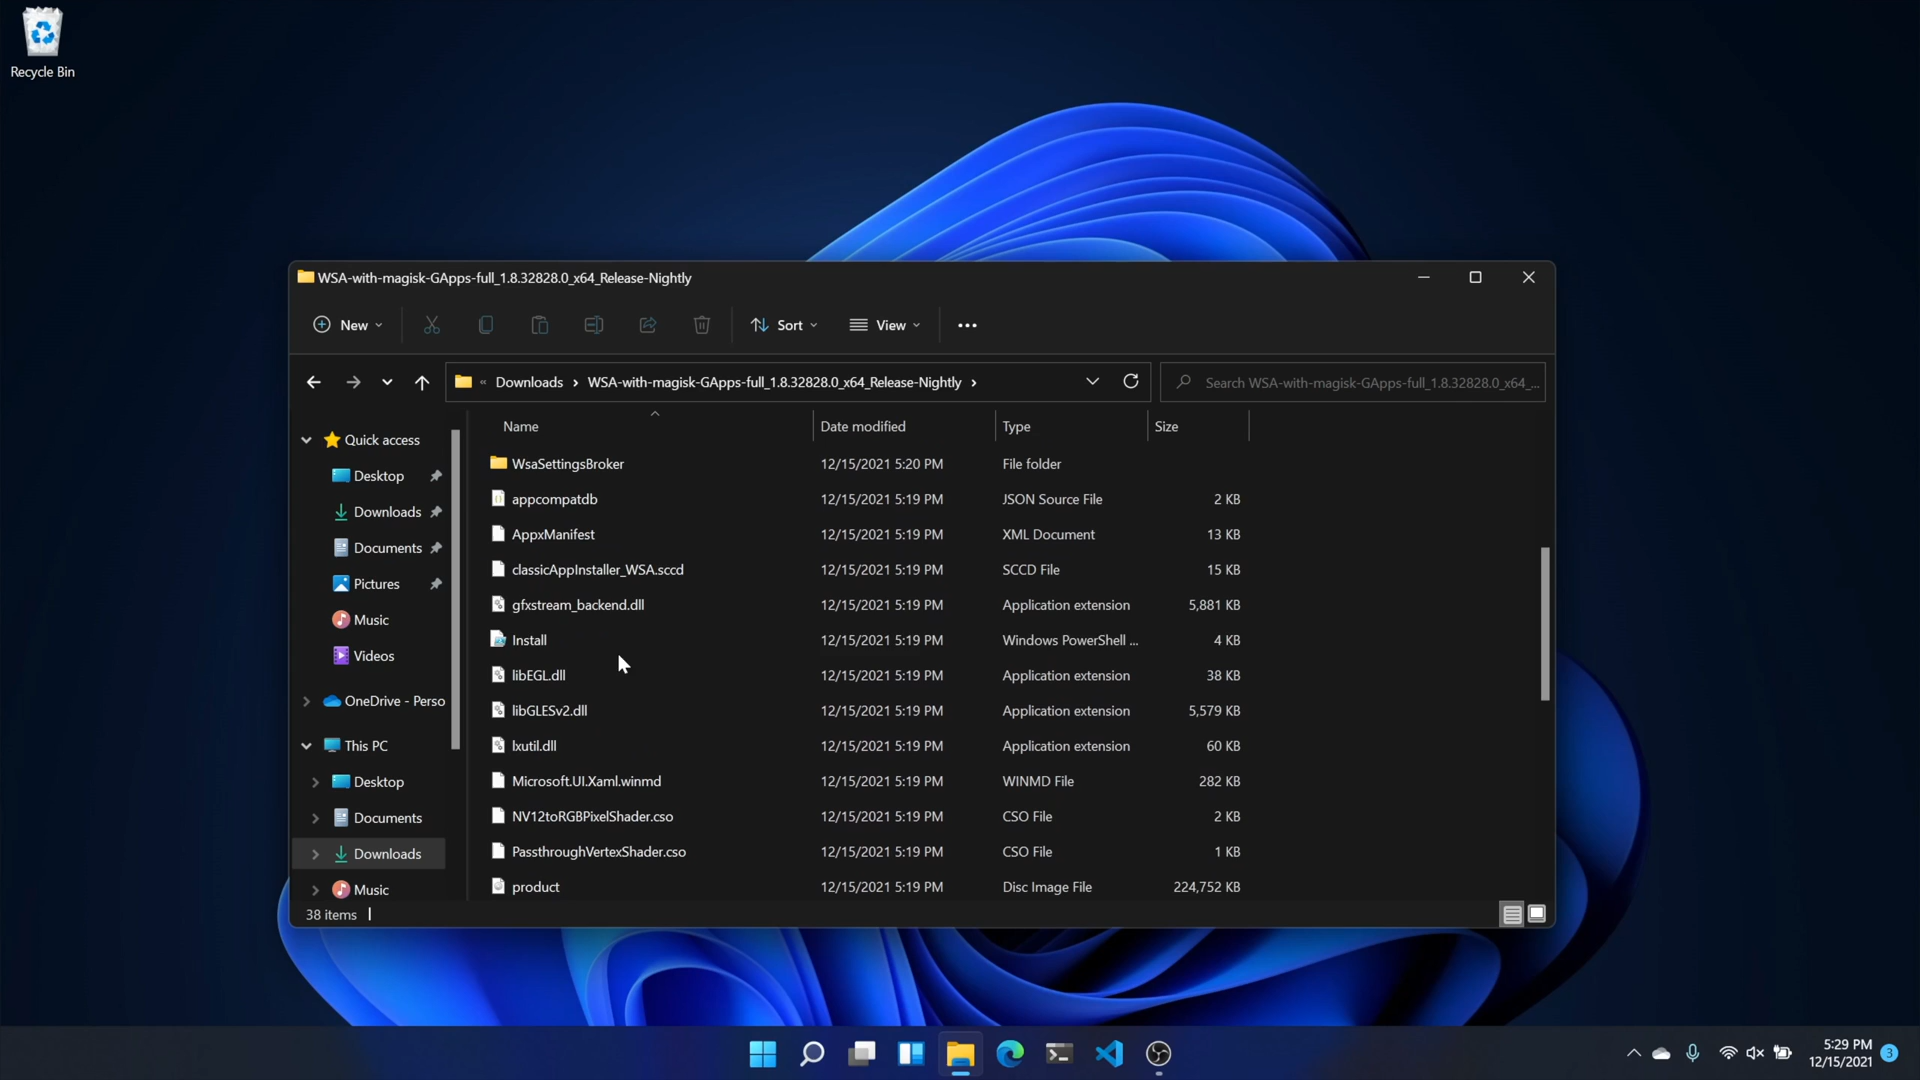 Recycle Bin
WSA-with-magisk-GApps-full_1.8.32828.0_x64_Release-Nightly
New Sort View
« Downloads › WSA-with-magisk-GApps-full_1.8.32828.0_x64_Release-Nightly › Search WSA-with-magisk-GApps-full_1.8.32828.0_x64_...
Quick access
Desktop
Downloads
Documents
Pictures
Music
Videos
OneDrive - Perso
This PC
Desktop
Documents
Downloads
Music
Name Date modified Type Size
WsaSettingsBroker 12/15/2021 5:20 PM File folder
appcompatdb 12/15/2021 5:19 PM JSON Source File 2 KB
AppxManifest 12/15/2021 5:19 PM XML Document 13 KB
classicAppInstaller_WSA.sccd 12/15/2021 5:19 PM SCCD File 15 KB
gfxstream_backend.dll 12/15/2021 5:19 PM Application extension 5,881 KB
Install 12/15/2021 5:19 PM Windows PowerShell ... 4 KB
libEGL.dll 12/15/2021 5:19 PM Application extension 38 KB
libGLESv2.dll 12/15/2021 5:19 PM Application extension 5,579 KB
lxutil.dll 12/15/2021 5:19 PM Application extension 60 KB
Microsoft.UI.Xaml.winmd 12/15/2021 5:19 PM WINMD File 282 KB
NV12toRGBPixelShader.cso 12/15/2021 5:19 PM CSO File 2 KB
PassthroughVertexShader.cso 12/15/2021 5:19 PM CSO File 1 KB
product 12/15/2021 5:19 PM Disc Image File 224,752 KB
38 items
5:29 PM
12/15/2021
3